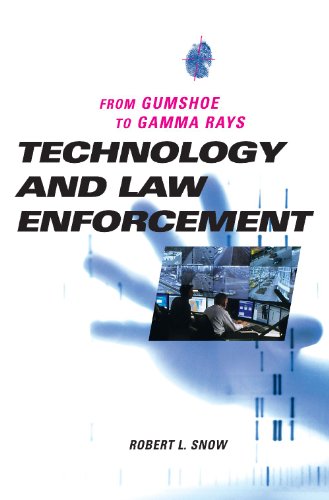 FROM GUMSHOE
TO GAMMA RAYS
TECHNOLOGY
AND LAW
ENFORCEMENT
ROBERT L. SNOW